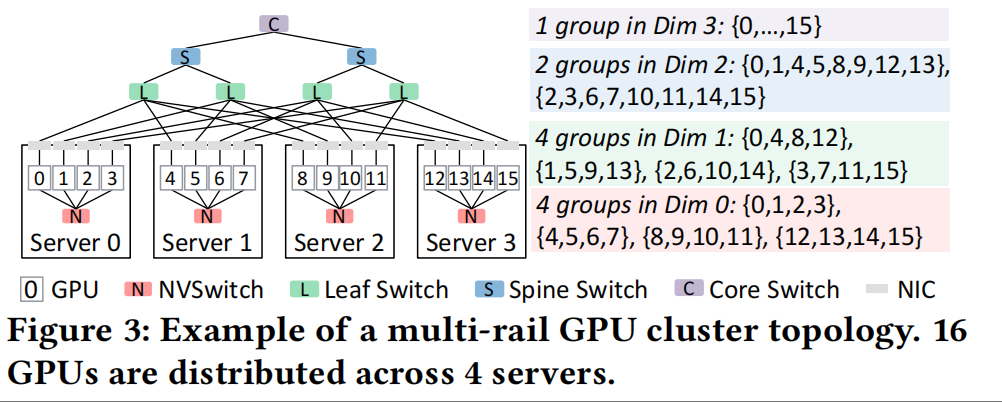 C
1 group in Dim 3: {0,...,15}
S S
2 groups in Dim 2: {0,1,4,5,8,9,12,13},
{2,3,6,7,10,11,14,15}
L L L L
4 groups in Dim 1: {0,4,8,12},
{1,5,9,13}, {2,6,10,14}, {3,7,11,15}
0 1 2 3 4 5 6 7 8 9 10 11 12 13 14 15
4 groups in Dim 0: {0,1,2,3},
{4,5,6,7}, {8,9,10,11}, {12,13,14,15}
N N N N
Server 0 Server 1 Server 2 Server 3
0 GPU N NVSwitch L Leaf Switch S Spine Switch C Core Switch NIC
Figure 3: Example of a multi-rail GPU cluster topology. 16
GPUs are distributed across 4 servers.